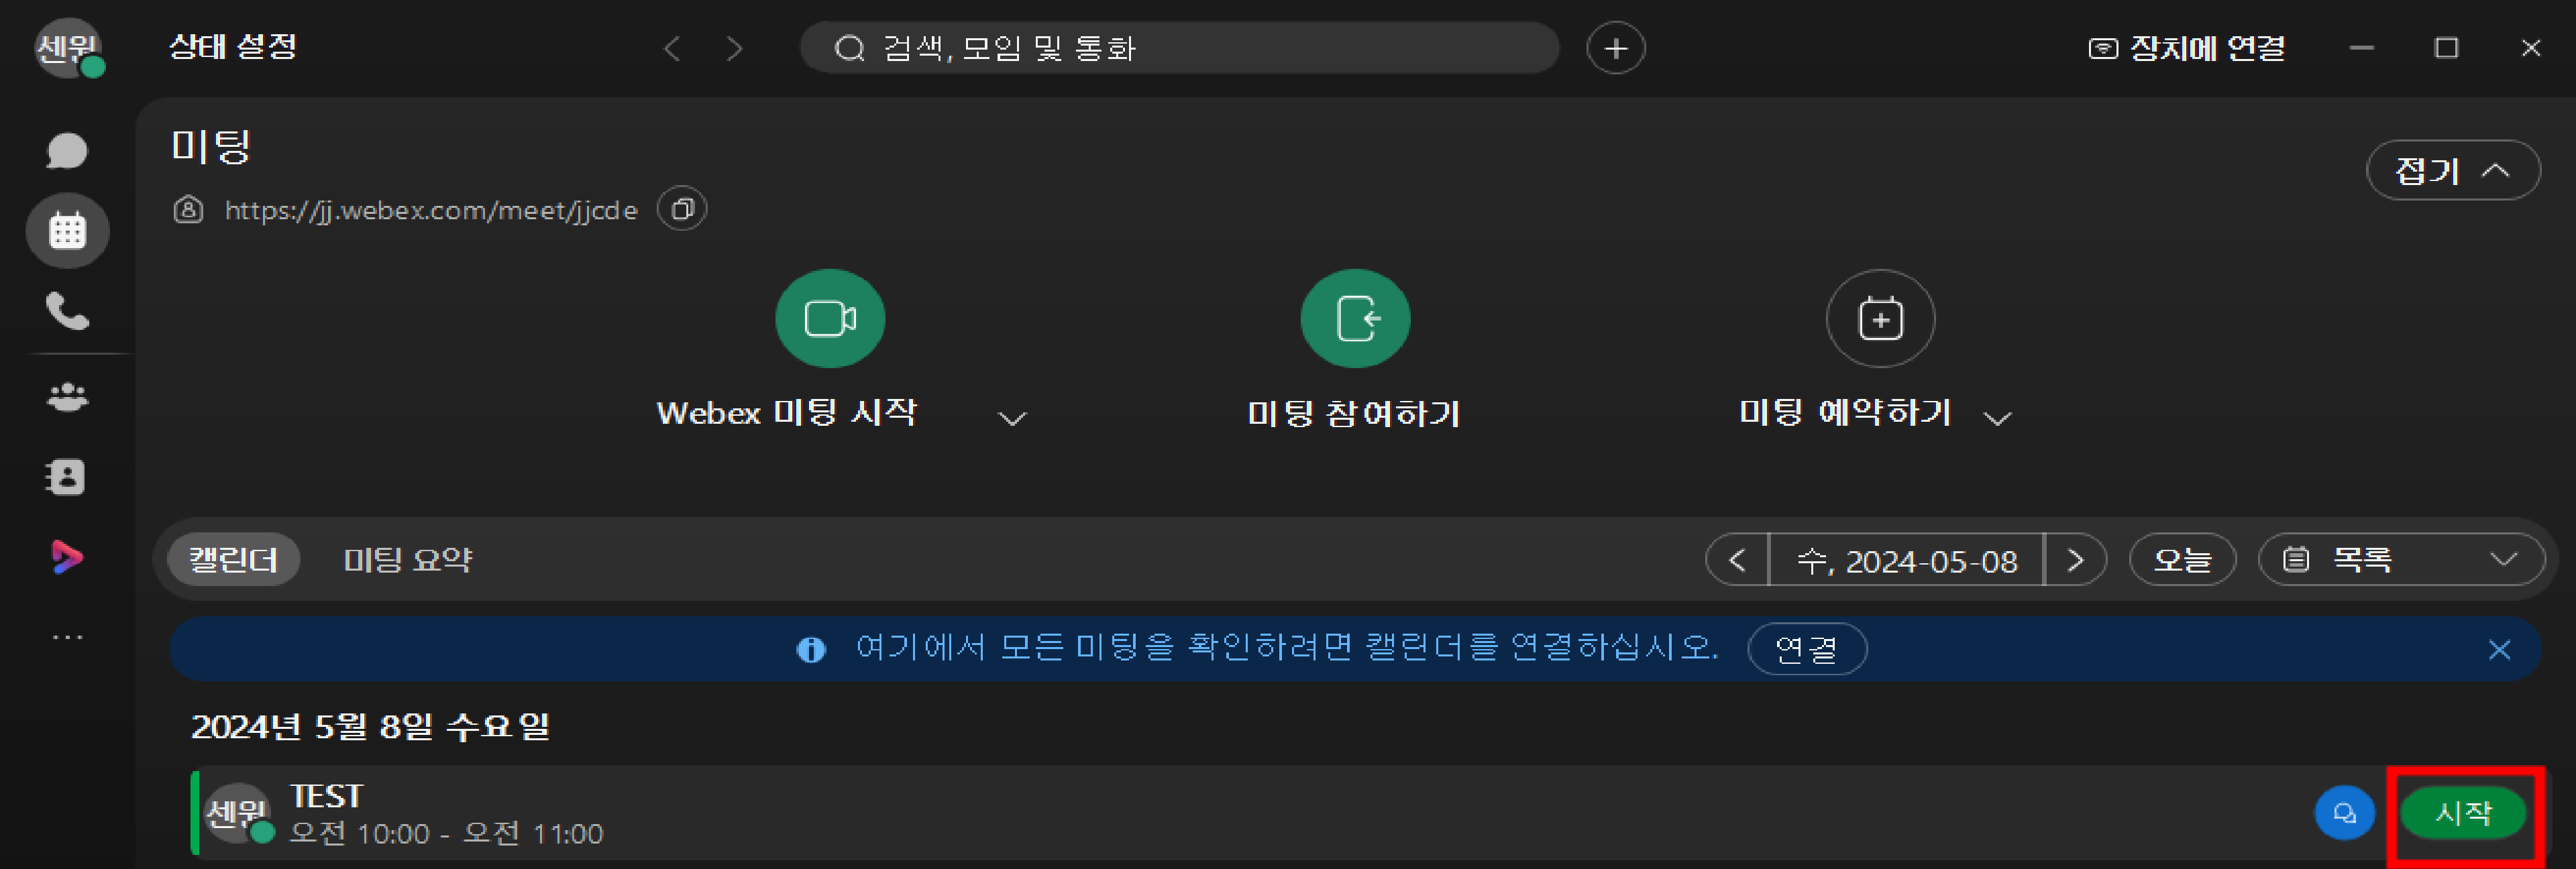 세원 상태 설정 검색, 모임 및 통화 장치에 연결
미팅
접기
https://jj.webex.com/meet/jjcde
Webex 미팅 시작 미팅 참여하기 미팅 예약하기
캘린더 미팅 요약 수, 2024-05-08 오늘 목록
여기에서 모든 미팅을 확인하려면 캘린더를 연결하십시오. 연결
2024년 5월 8일 수요일
세원 TEST
오전 10:00 - 오전 11:00
시작